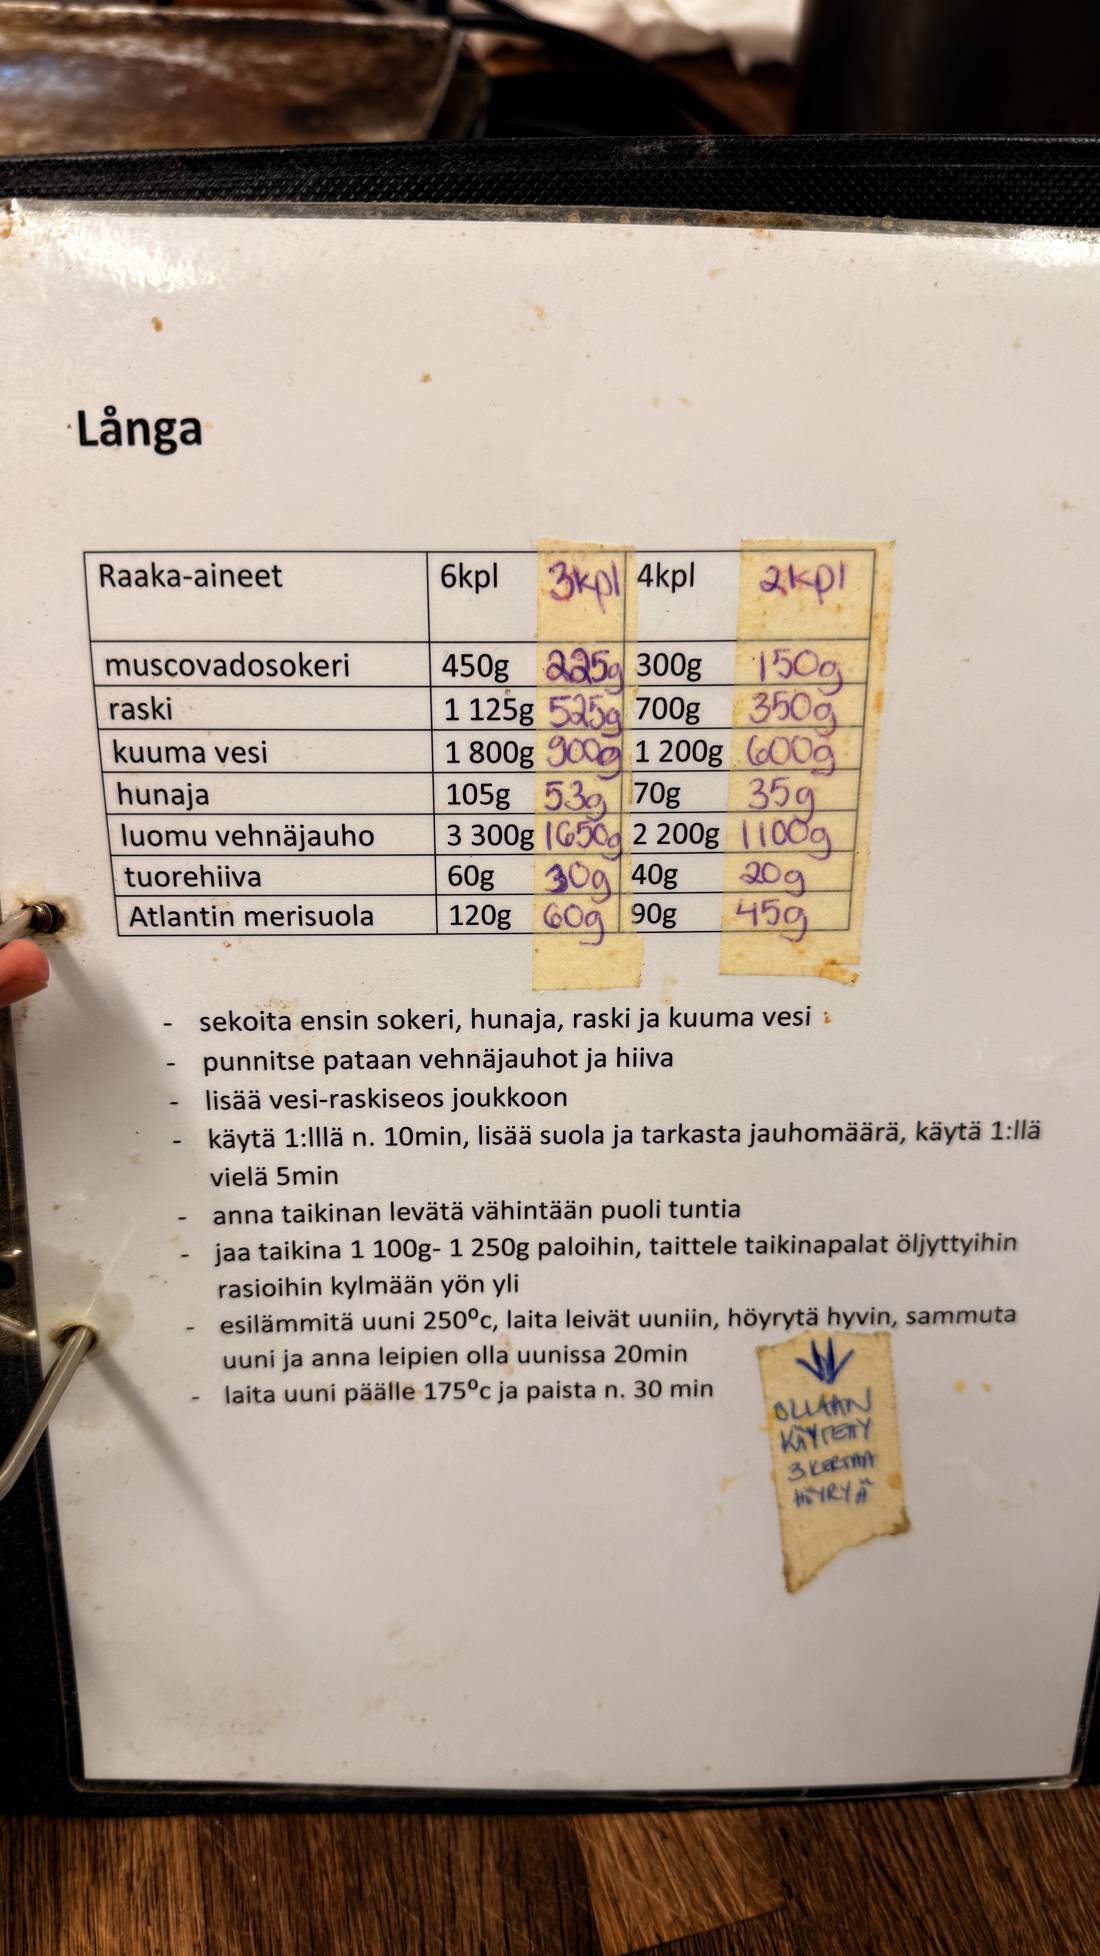 Långa
Raaka-aineet 6kpl 3kpl 4kpl 2kpl
muscovadosokeri 450g 225g 300g 150g
raski 1 125g 525g 700g 350g
kuuma vesi 1 800g 900g 1 200g 600g
hunaja 105g 53g 70g 35g
luomu vehnäjauho 3 300g 1650g 2 200g 1100g
tuorehiiva 60g 30g 40g 20g
Atlantin merisuola 120g 60g 90g 45g
- sekoita ensin sokeri, hunaja, raski ja kuuma vesi
- punnitse pataan vehnäjauhot ja hiiva
- lisää vesi-raskiseos joukkoon
- käytä 1:lllä n. 10min, lisää suola ja tarkasta jauhomäärä, käytä 1:llä
vielä 5min
- anna taikinan levätä vähintään puoli tuntia
- jaa taikina 1 100g- 1 250g paloihin, taittele taikinapalat öljyttyihin
rasioihin kylmään yön yli
- esilämmitä uuni 250ºc, laita leivät uuniin, höyrytä hyvin, sammuta
uuni ja anna leipien olla uunissa 20min
- laita uuni päälle 175ºc ja paista n. 30 min
OLLAAN
KÄYTETTY
3 KERTAA
HÖYRYÄ